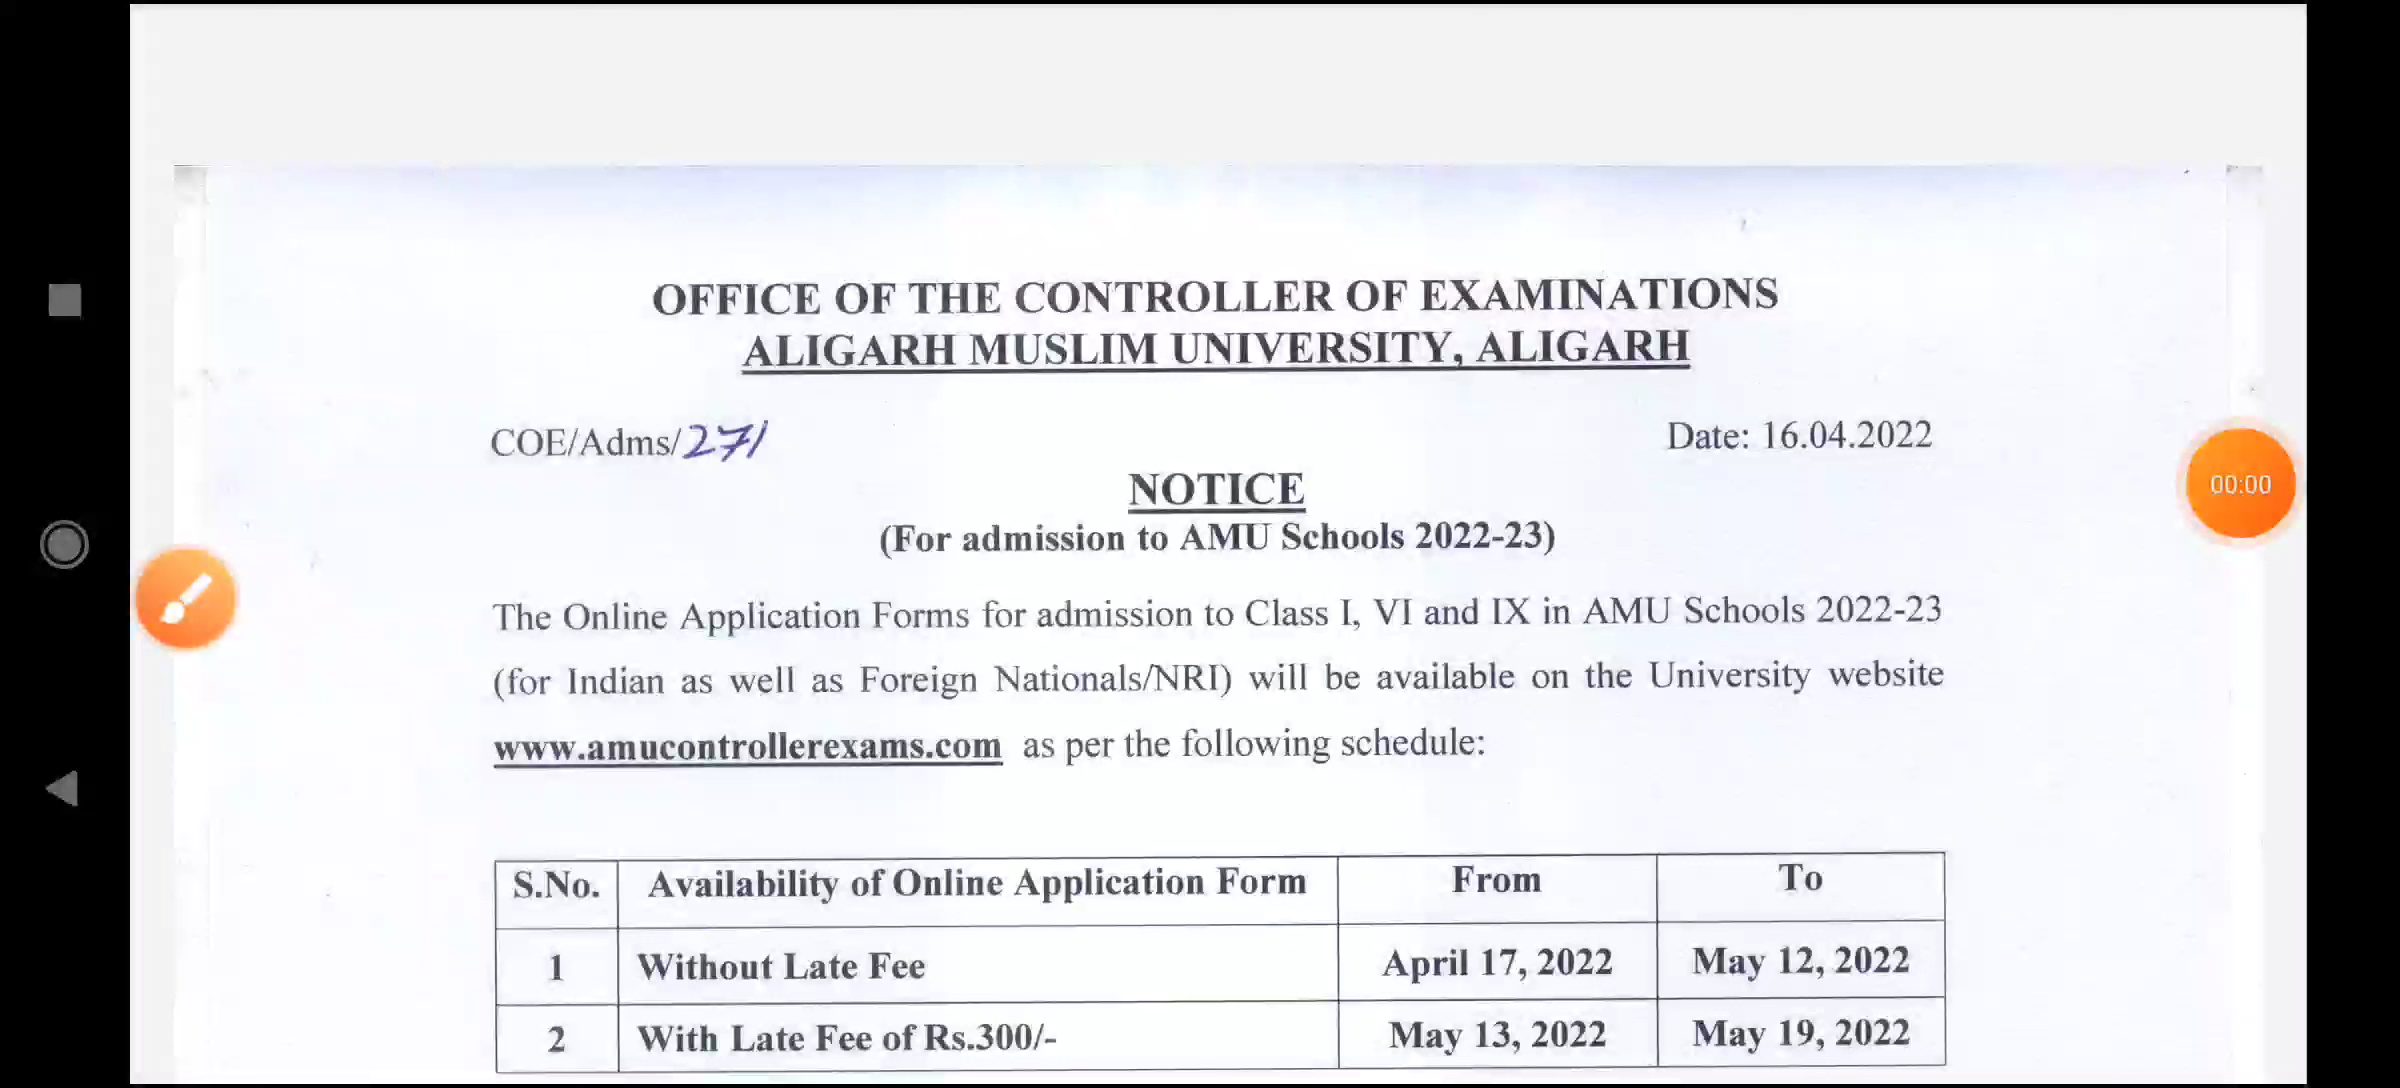 OFFICE OF THE CONTROLLER OF EXAMINATIONS
ALIGARH MUSLIM UNIVERSITY, ALIGARH
COE/Adms/271 Date: 16.04.2022
NOTICE
(For admission to AMU Schools 2022-23)
00:00
The Online Application Forms for admission to Class I, VI and IX in AMU Schools 2022-23
(for Indian as well as Foreign Nationals/NRI) will be available on the University website
www.amucontrollerexams.com as per the following schedule:
S.No. Availability of Online Application Form From To
1 Without Late Fee April 17, 2022 May 12, 2022
2 With Late Fee of Rs.300/- May 13, 2022 May 19, 2022